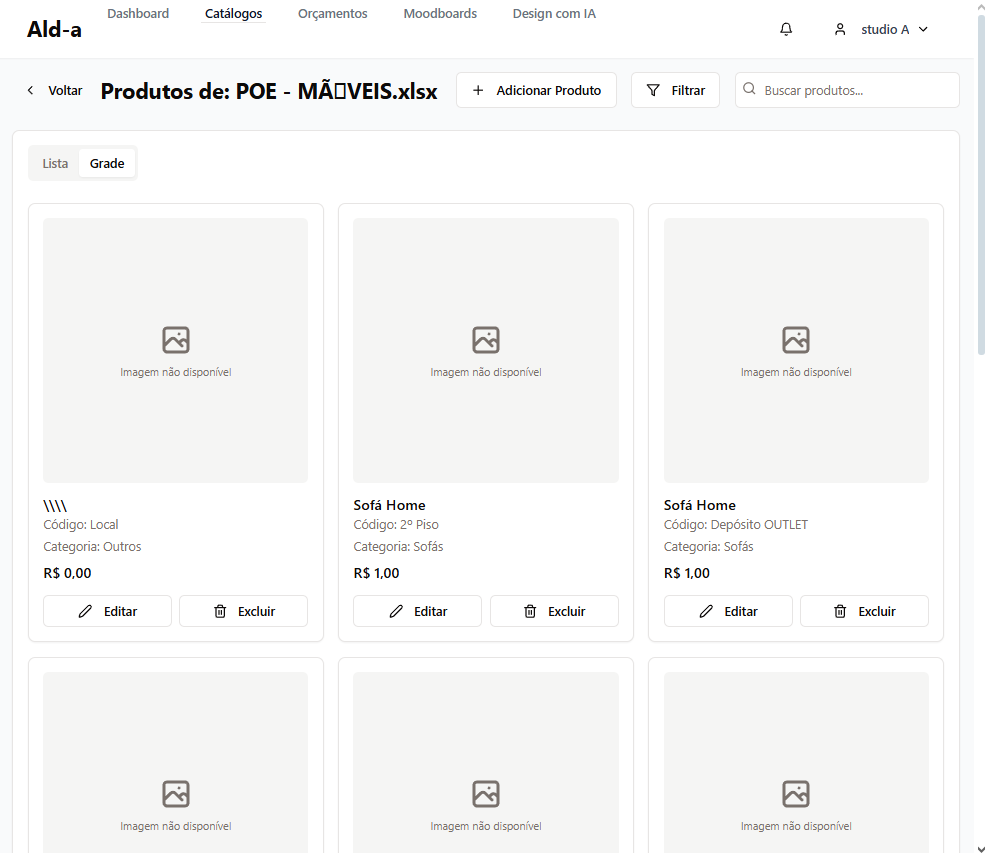 Ald-a
Dashboard Catálogos Orçamentos Moodboards Design com IA
studio A
Voltar
Produtos de: POE - MÃ▯VEIS.xlsx
Adicionar Produto
Filtrar
Buscar produtos...
Lista Grade
Imagem não disponível
\\\\
Código: Local
Categoria: Outros
R$ 0,00
Editar Excluir
Imagem não disponível
Sofá Home
Código: 2º Piso
Categoria: Sofás
R$ 1,00
Editar Excluir
Imagem não disponível
Sofá Home
Código: Depósito OUTLET
Categoria: Sofás
R$ 1,00
Editar Excluir
Imagem não disponível
Imagem não disponível
Imagem não disponível